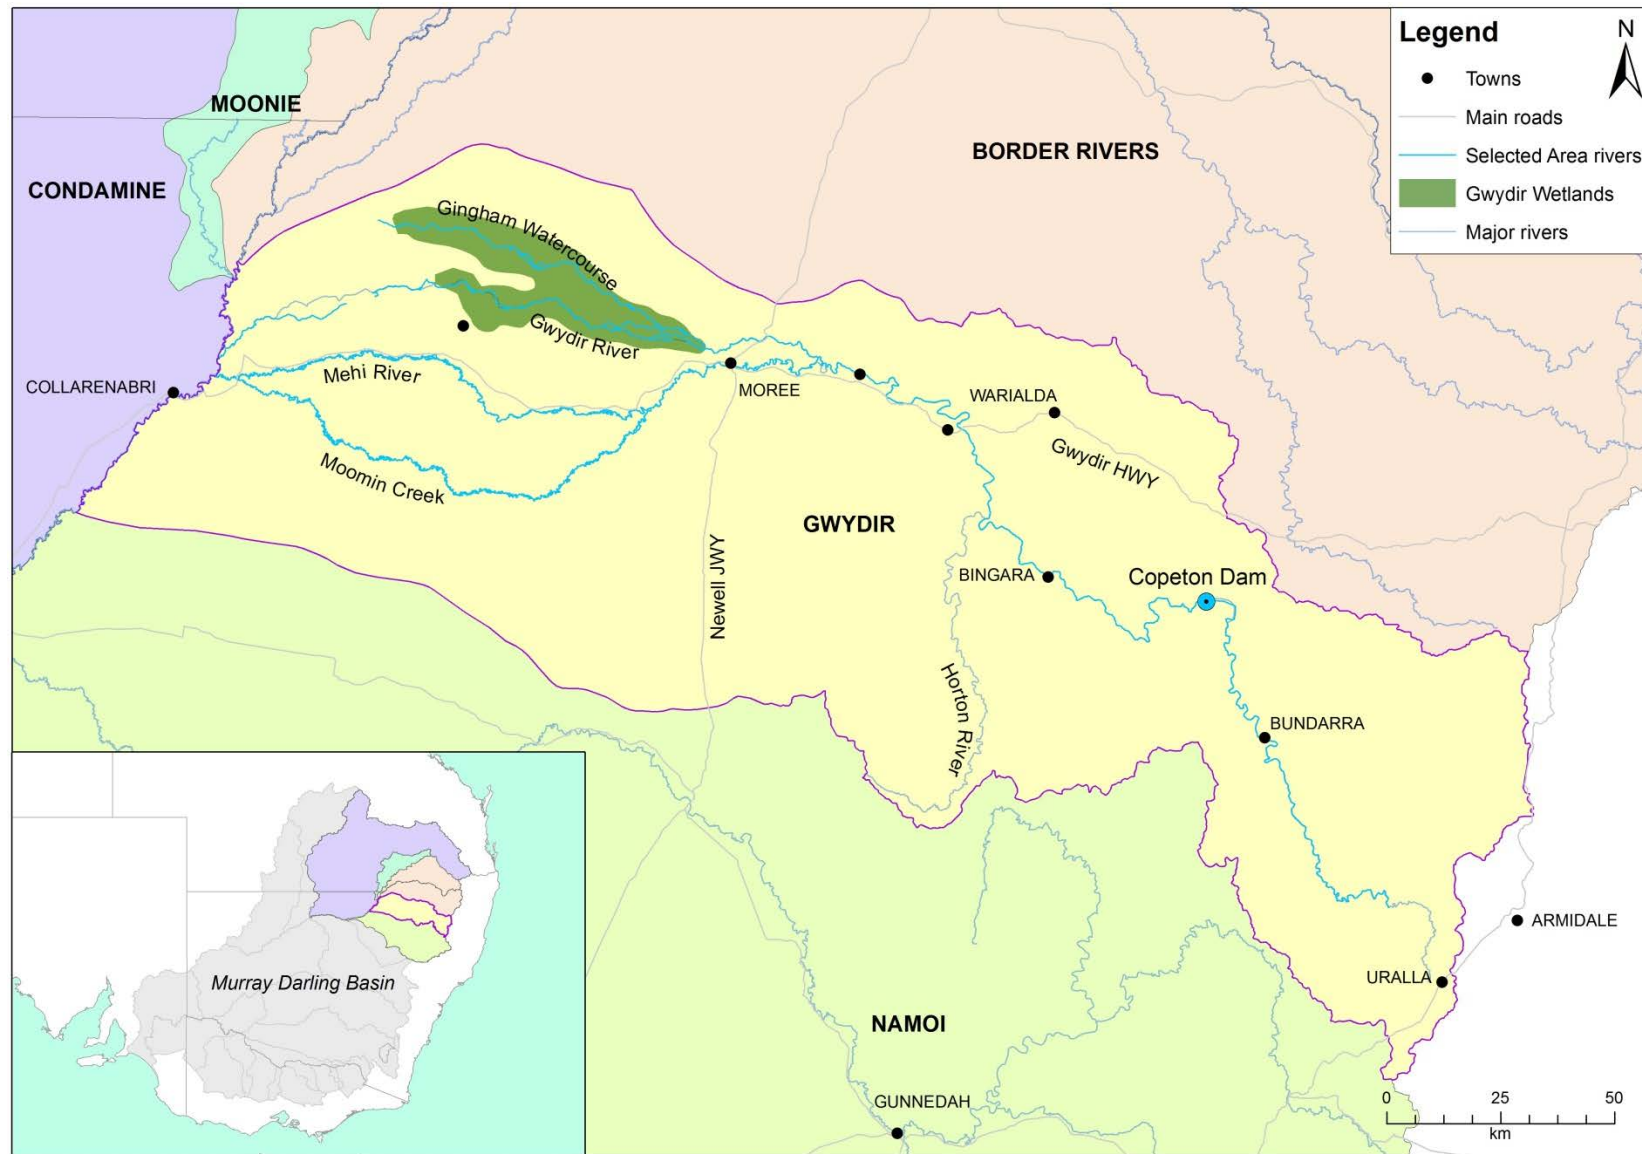 Legend
N
Towns
Main roads
Selected Area rivers
Gwydir Wetlands
Major rivers
MOONIE
CONDAMINE
BORDER RIVERS
Gingham Watercourse
Gwydir River
Mehi River
COLLARENABRI
MOREE
WARIALDA
Gwydir HWY
Moomin Creek
GWYDIR
Newell JWY
BINGARA
Copeton Dam
Horton River
BUNDARRA
ARMIDALE
URALLA
NAMOI
GUNNEDAH
Murray Darling Basin
0 25 50
km